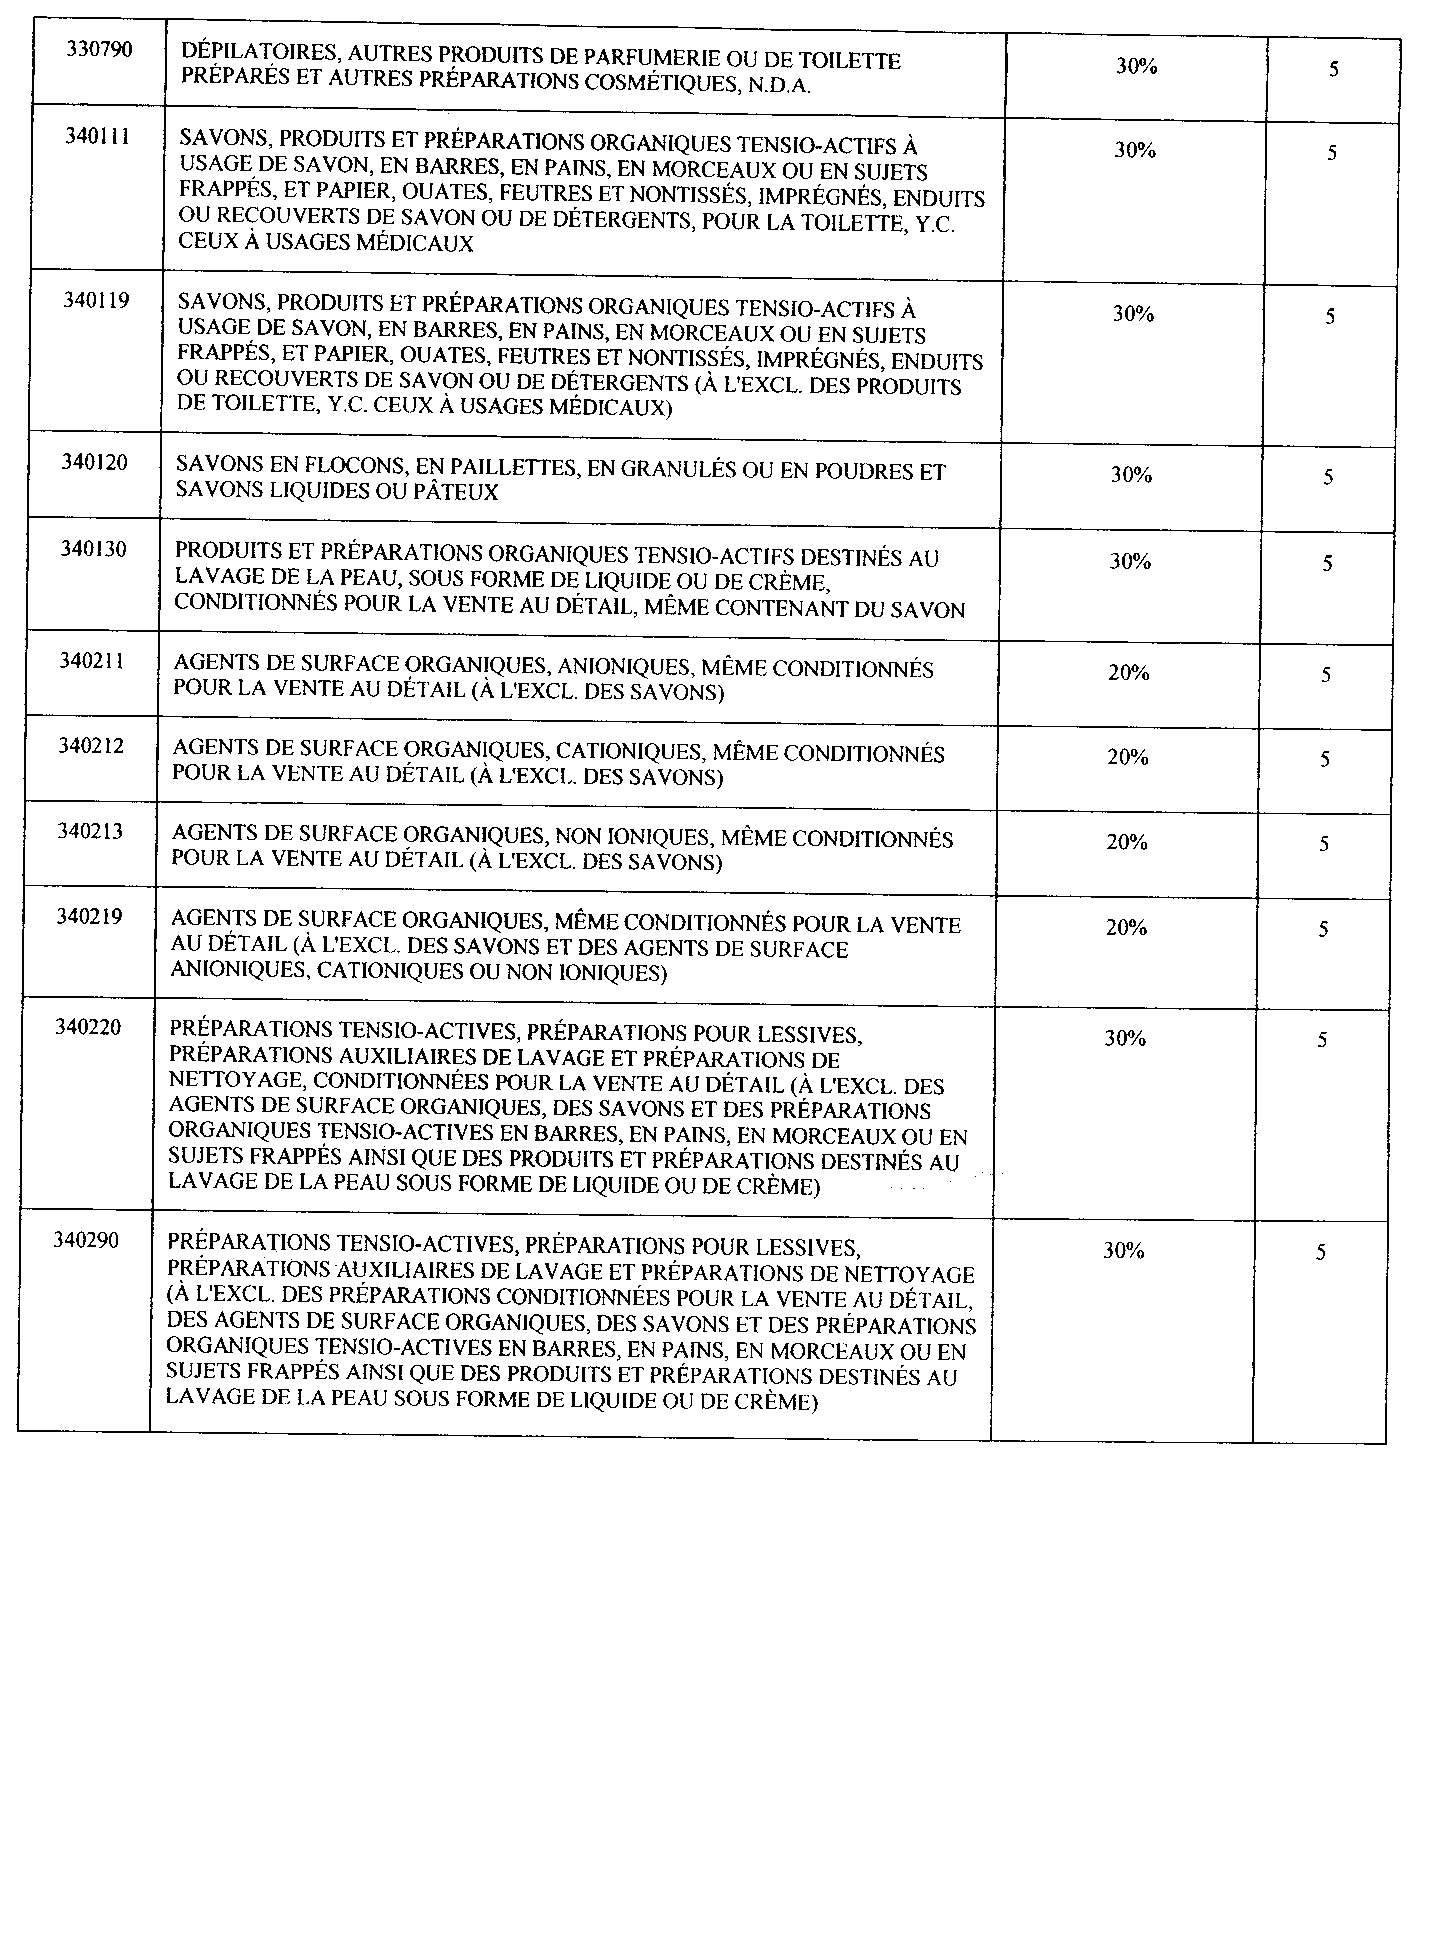 330790
DÉPILATOIRES, AUTRES PRODUITS DE PARFUMERIE OU DE TOILETTE
PRÉPARÉS ET AUTRES PRÉPARATIONS COSMÉTIQUES, N.D.A.
30%
5
340111
SAVONS, PRODUITS ET PRÉPARATIONS ORGANIQUES TENSIO-ACTIFS À
USAGE DE SAVON, EN BARRES, EN PAINS, EN MORCEAUX OU EN SUJETS
FRAPPÉS, ET PAPIER, OUATES, FEUTRES ET NONTISSÉS, IMPRÉGNÉS, ENDUITS
OU RECOUVERTS DE SAVON OU DE DÉTERGENTS, POUR LA TOILETTE, Y.C.
CEUX À USAGES MÉDICAUX
30%
5
340119
SAVONS, PRODUITS ET PRÉPARATIONS ORGANIQUES TENSIO-ACTIFS À
USAGE DE SAVON, EN BARRES, EN PAINS, EN MORCEAUX OU EN SUJETS
FRAPPÉS, ET PAPIER, OUATES, FEUTRES ET NONTISSÉS, IMPRÉGNÉS, ENDUITS
OU RECOUVERTS DE SAVON OU DE DÉTERGENTS (À L'EXCL. DES PRODUITS
DE TOILETTE, Y.C. CEUX À USAGES MÉDICAUX)
30%
5
340120
SAVONS EN FLOCONS, EN PAILLETTES, EN GRANULÉS OU EN POUDRES ET
SAVONS LIQUIDES OU PÂTEUX
30%
5
340130
PRODUITS ET PRÉPARATIONS ORGANIQUES TENSIO-ACTIFS DESTINÉS AU
LAVAGE DE LA PEAU, SOUS FORME DE LIQUIDE OU DE CRÈME,
CONDITIONNÉS POUR LA VENTE AU DÉTAIL, MÊME CONTENANT DU SAVON
30%
5
340211
AGENTS DE SURFACE ORGANIQUES, ANIONIQUES, MÊME CONDITIONNÉS
POUR LA VENTE AU DÉTAIL (À L'EXCL. DES SAVONS)
20%
5
340212
AGENTS DE SURFACE ORGANIQUES, CATIONIQUES, MÊME CONDITIONNÉS
POUR LA VENTE AU DÉTAIL (À L'EXCL. DES SAVONS)
20%
5
340213
AGENTS DE SURFACE ORGANIQUES, NON IONIQUES, MÊME CONDITIONNÉS
POUR LA VENTE AU DÉTAIL (À L'EXCL. DES SAVONS)
20%
5
340219
AGENTS DE SURFACE ORGANIQUES, MÊME CONDITIONNÉS POUR LA VENTE
AU DÉTAIL (À L'EXCL. DES SAVONS ET DES AGENTS DE SURFACE
ANIONIQUES, CATIONIQUES OU NON IONIQUES)
20%
5
340220
PRÉPARATIONS TENSIO-ACTIVES, PRÉPARATIONS POUR LESSIVES,
PRÉPARATIONS AUXILIAIRES DE LAVAGE ET PRÉPARATIONS DE
NETTOYAGE, CONDITIONNÉES POUR LA VENTE AU DÉTAIL (À L'EXCL. DES
AGENTS DE SURFACE ORGANIQUES, DES SAVONS ET DES PRÉPARATIONS
ORGANIQUES TENSIO-ACTIVES EN BARRES, EN PAINS, EN MORCEAUX OU EN
SUJETS FRAPPÉS AINSI QUE DES PRODUITS ET PRÉPARATIONS DESTINÉS AU
LAVAGE DE LA PEAU SOUS FORME DE LIQUIDE OU DE CRÈME)
30%
5
340290
PRÉPARATIONS TENSIO-ACTIVES, PRÉPARATIONS POUR LESSIVES,
PRÉPARATIONS AUXILIAIRES DE LAVAGE ET PRÉPARATIONS DE NETTOYAGE
(À L'EXCL. DES PRÉPARATIONS CONDITIONNÉES POUR LA VENTE AU DÉTAIL,
DES AGENTS DE SURFACE ORGANIQUES, DES SAVONS ET DES PRÉPARATIONS
ORGANIQUES TENSIO-ACTIVES EN BARRES, EN PAINS, EN MORCEAUX OU EN
SUJETS FRAPPÉS AINSI QUE DES PRODUITS ET PRÉPARATIONS DESTINÉS AU
LAVAGE DE LA PEAU SOUS FORME DE LIQUIDE OU DE CRÈME)
30%
5